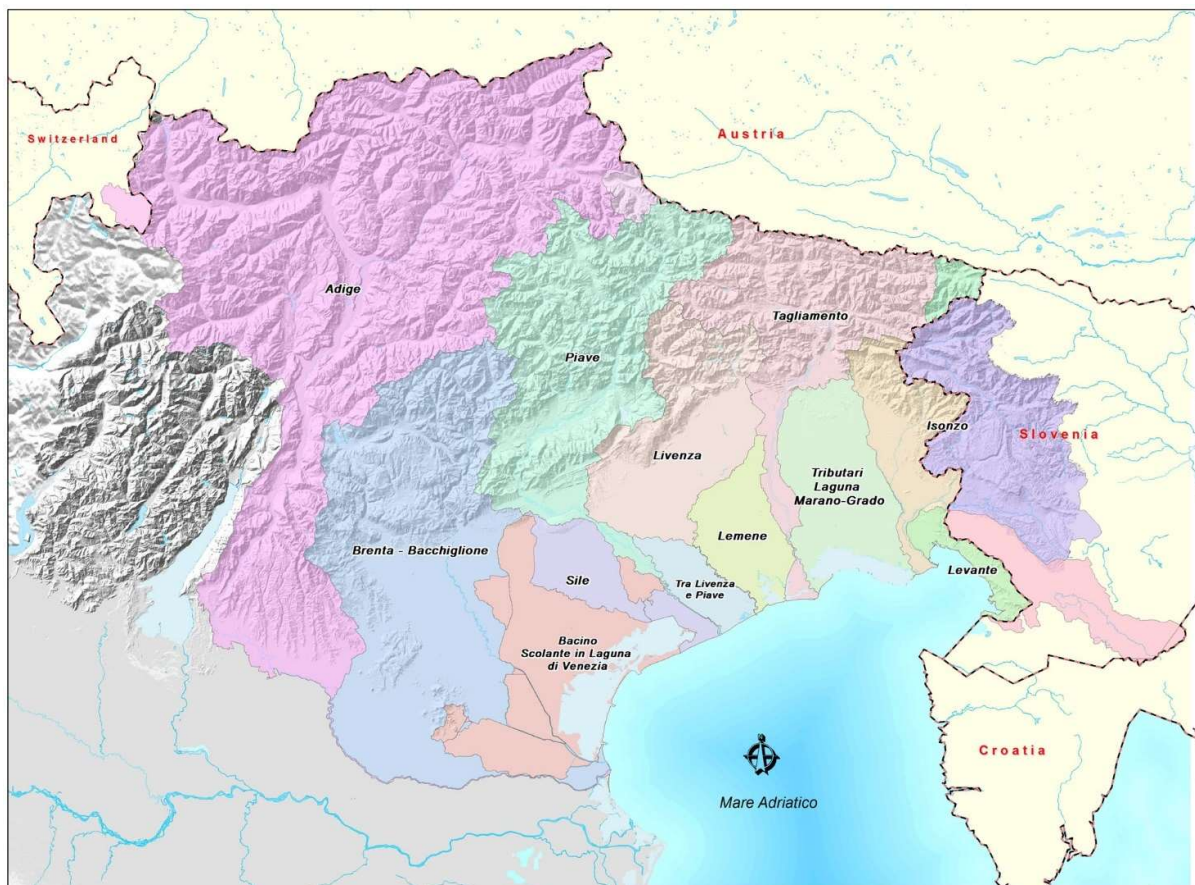 Switzerland
Austria
Adige
Tagliamento
Piave
Isonzo
Slovenia
Livenza
Tributari
Laguna
Marano-Grado
Brenta - Bacchiglione
Lemene
Sile
Tra Livenza
e Piave
Levante
Bacino
Scolante in Laguna
di Venezia
Croatia
Mare Adriatico